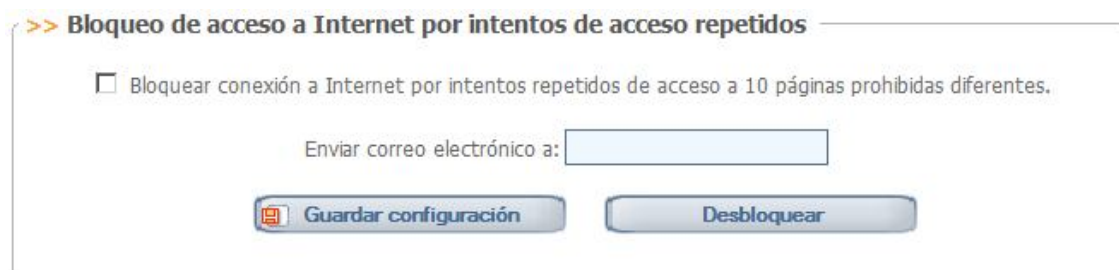 >> Bloqueo de acceso a Internet por intentos de acceso repetidos
Bloquear conexión a Internet por intentos repetidos de acceso a 10 páginas prohibidas diferentes.
Enviar correo electrónico a:
Guardar configuración Desbloquear